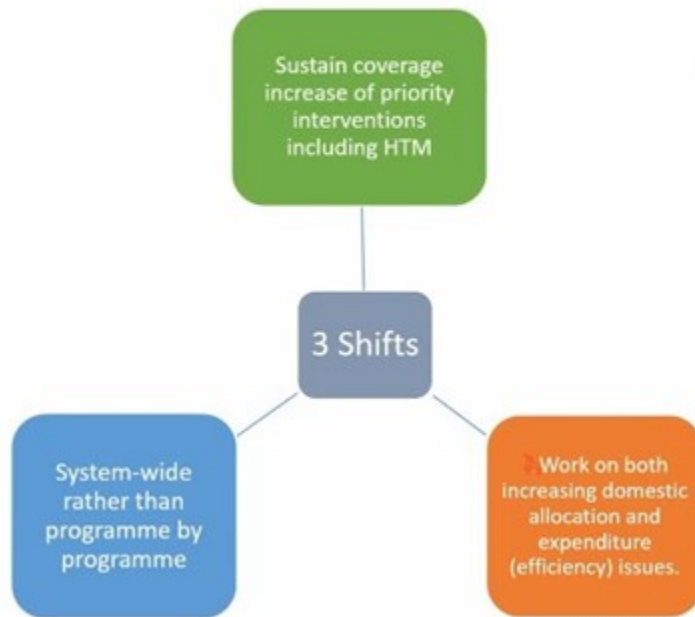 Sustain coverage
increase of priority
interventions
including HTM
3 Shifts
System-wide
rather than
programme by
programme
Work on both
increasing domestic
allocation and
expenditure
(efficiency) issues.